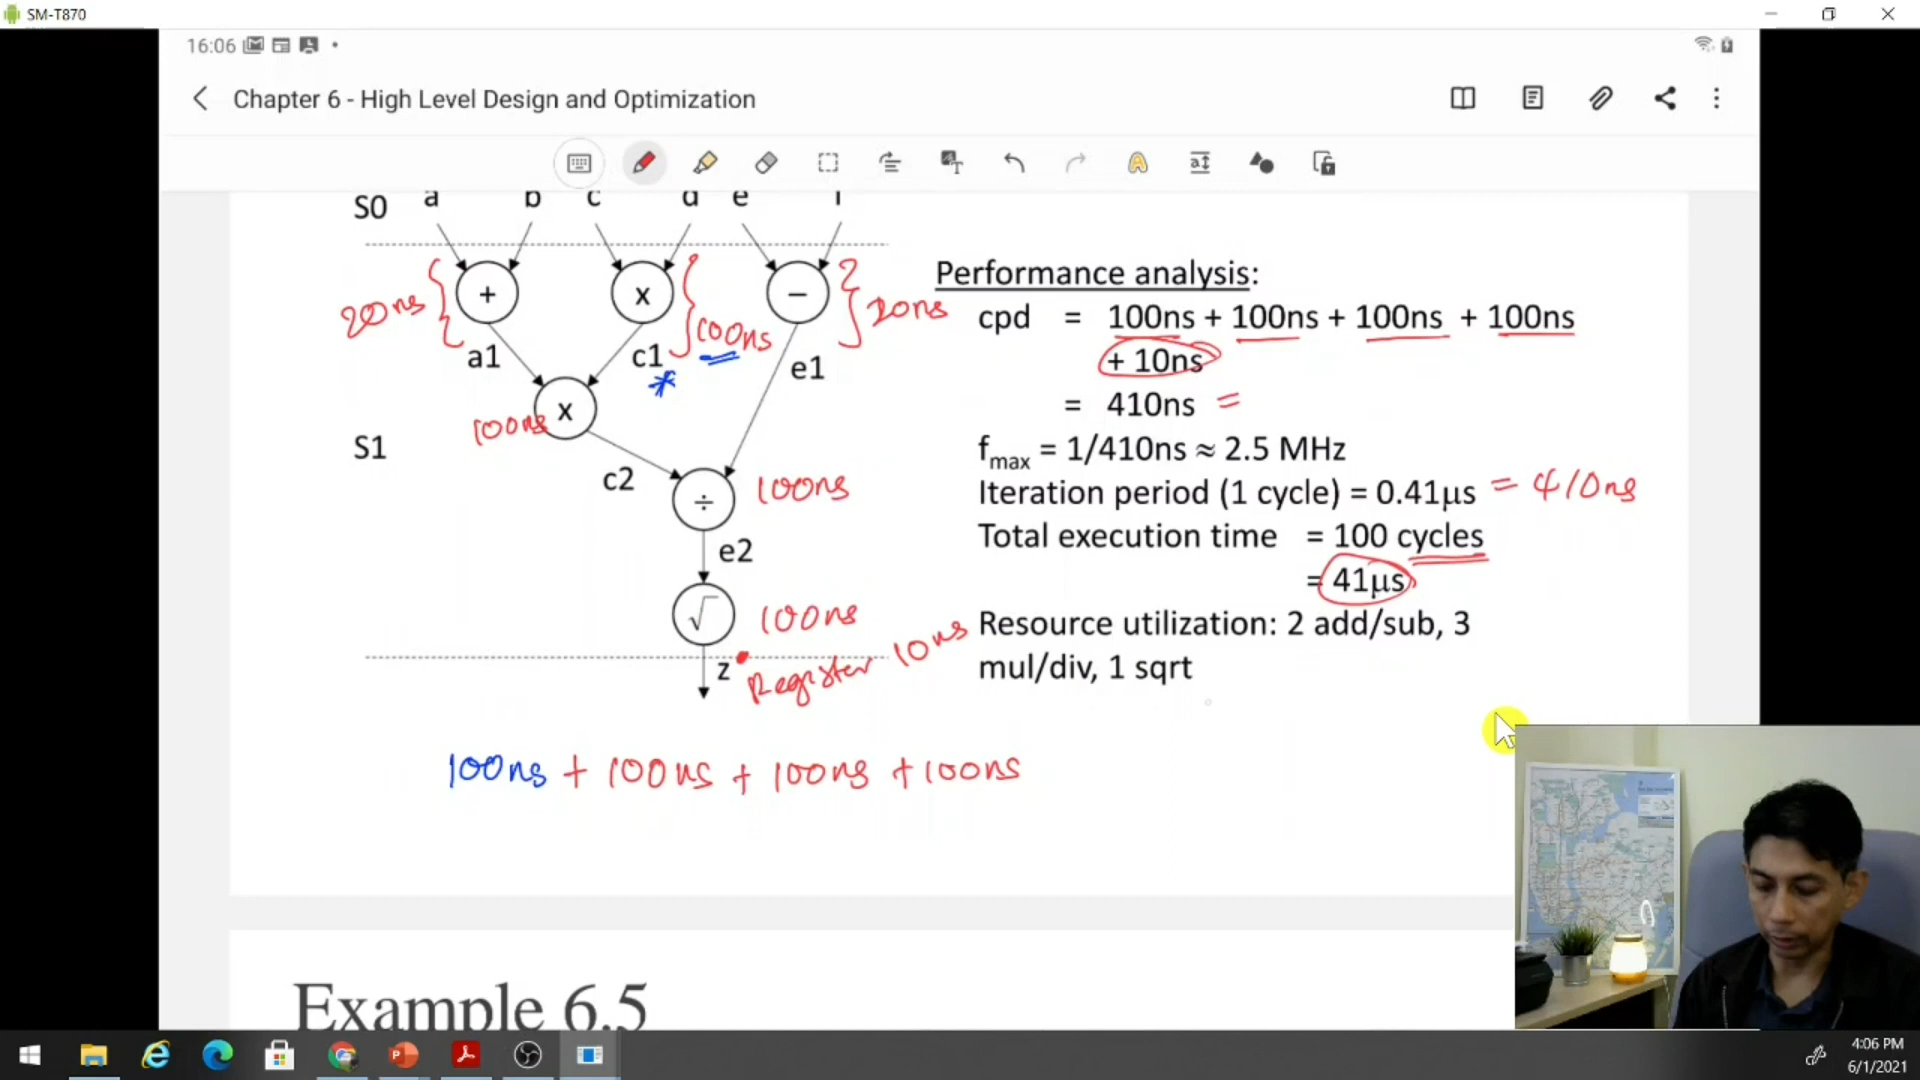 SM-T870
16:06
Chapter 6 - High Level Design and Optimization
S0 a b c d e f
+ x −
20ns 100ns 20ns
a1 c1 e1
*
x
100ns
S1
c2
÷ 100ns
e2
√ 100ns
z Register 10ns
100ns + 100ns + 100ns + 100ns
Performance analysis:
cpd = 100ns + 100ns + 100ns + 100ns
+ 10ns
= 410ns =
fmax = 1/410ns ≈ 2.5 MHz
Iteration period (1 cycle) = 0.41μs = 410ns
Total execution time = 100 cycles
= 41μs
Resource utilization: 2 add/sub, 3
mul/div, 1 sqrt
Example 6.5
4:06 PM
6/1/2021